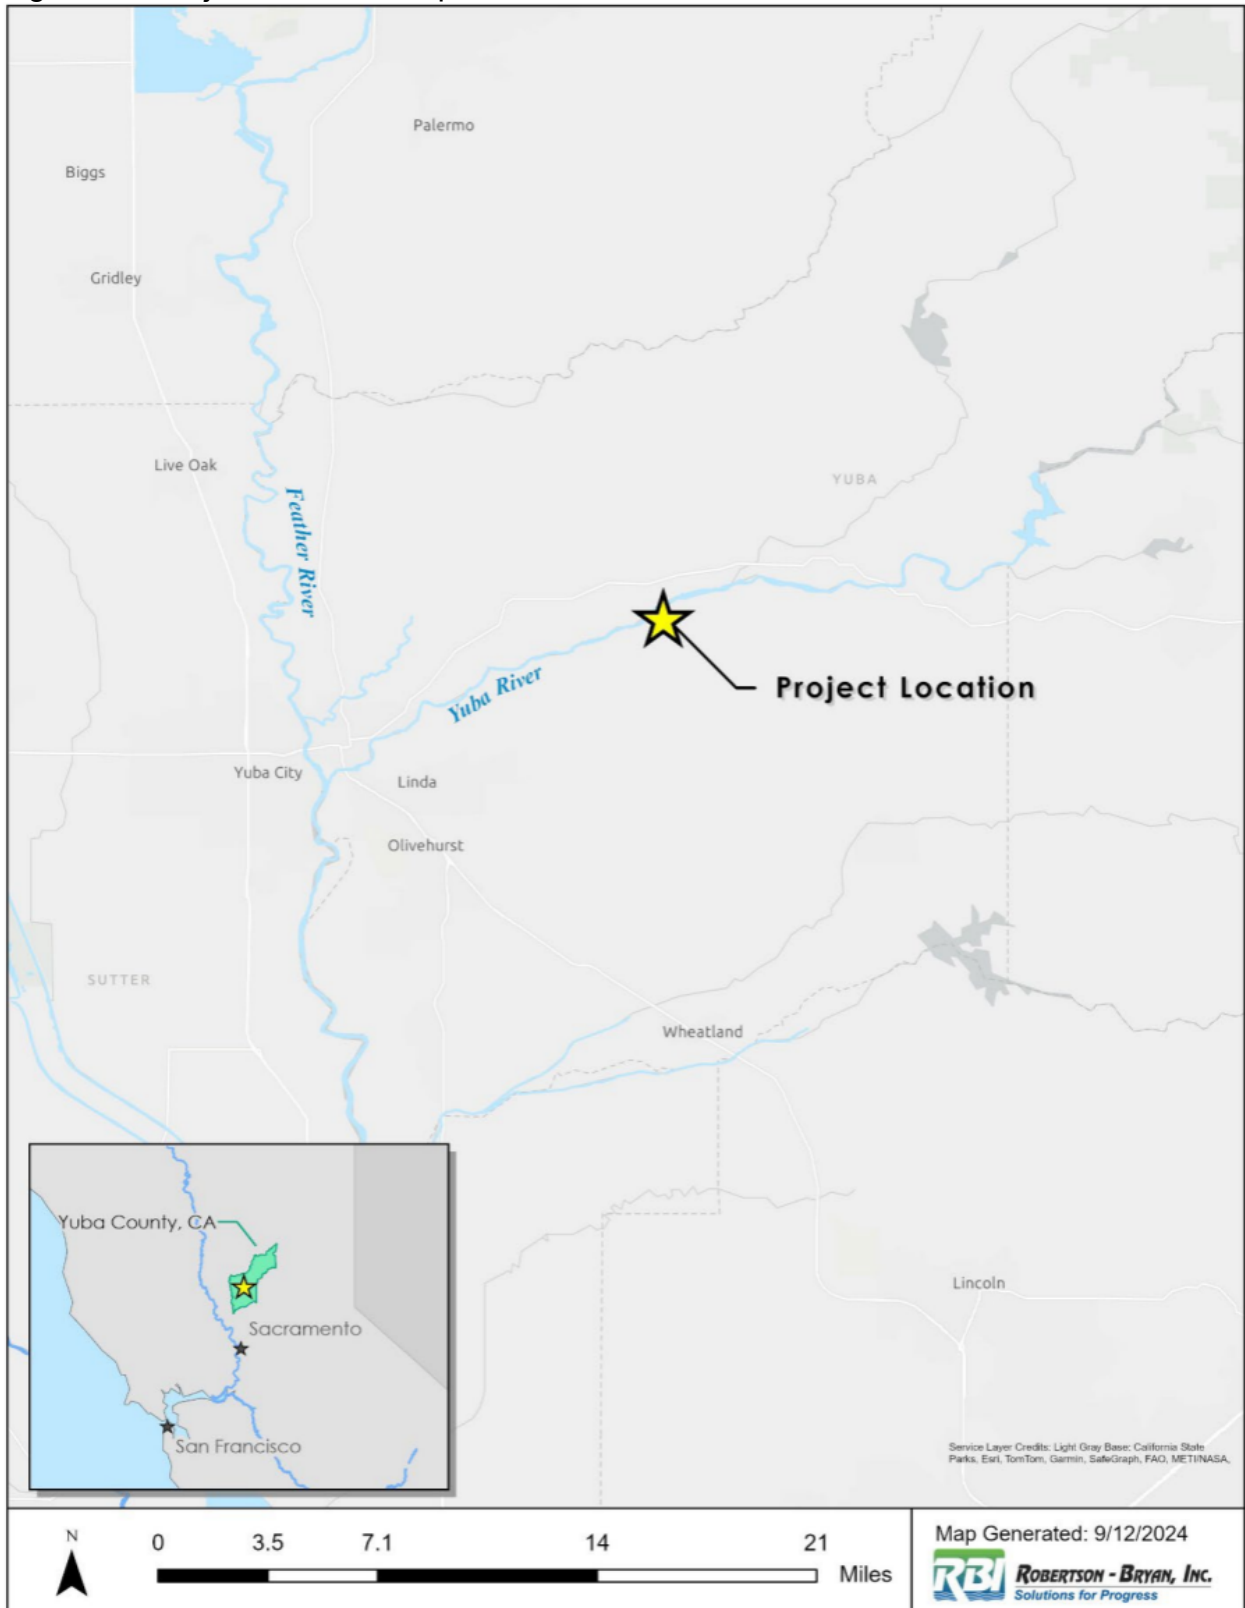 Palermo
Biggs
Gridley
Live Oak
YUBA
Feather River
Project Location
Yuba River
Yuba City
Linda
Olivehurst
SUTTER
Wheatland
Yuba County, CA
Sacramento
San Francisco
Lincoln
Service Layer Credits: Light Gray Base: California State
Parks, Esri, TomTom, Garmin, SafeGraph, FAO, METI/NASA,
N
0 3.5 7.1 14 21
Miles
Map Generated: 9/12/2024
RBI
ROBERTSON - BRYAN, INC.
Solutions for Progress